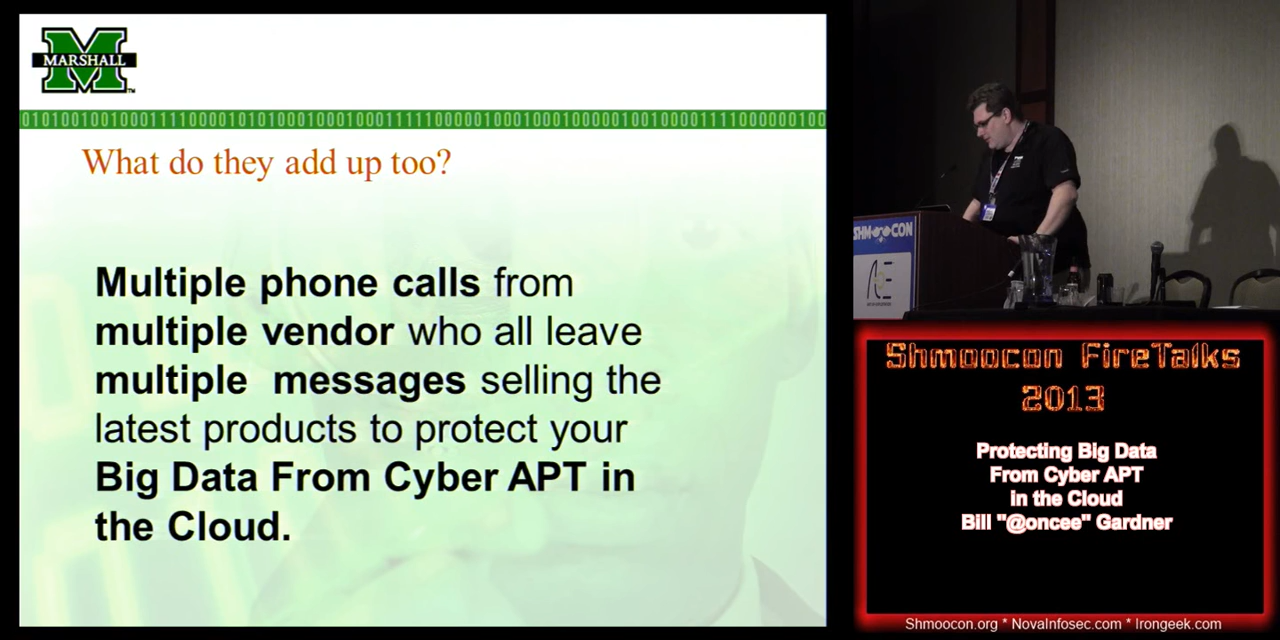 MARSHALL
TM
0101001001000111100001010100010001000111110000010001000100000100100001111000000100
What do they add up too?
Multiple phone calls from
multiple vendor who all leave
multiple  messages selling the
latest products to protect your
Big Data From Cyber APT in
the Cloud.
SHMOOCON
Shmoocon FireTalks
2013
Protecting Big Data
From Cyber APT
in the Cloud
Bill "@oncee" Gardner
Shmoocon.org * NovaInfosec.com * Irongeek.com